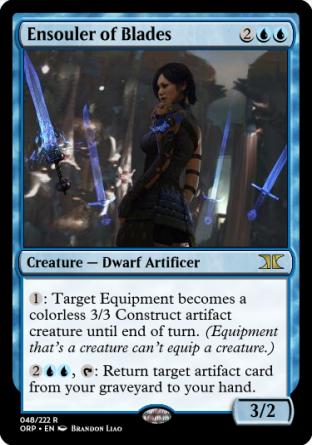 Ensouler of Blades 2
Creature — Dwarf Artificer
1: Target Equipment becomes a
colorless 3/3 Construct artifact
creature until end of turn. (Equipment
that's a creature can't equip a creature.)
2, : Return target artifact card
from your graveyard to your hand.
3/2
048/222 R
ORP • EN Brandon Liao